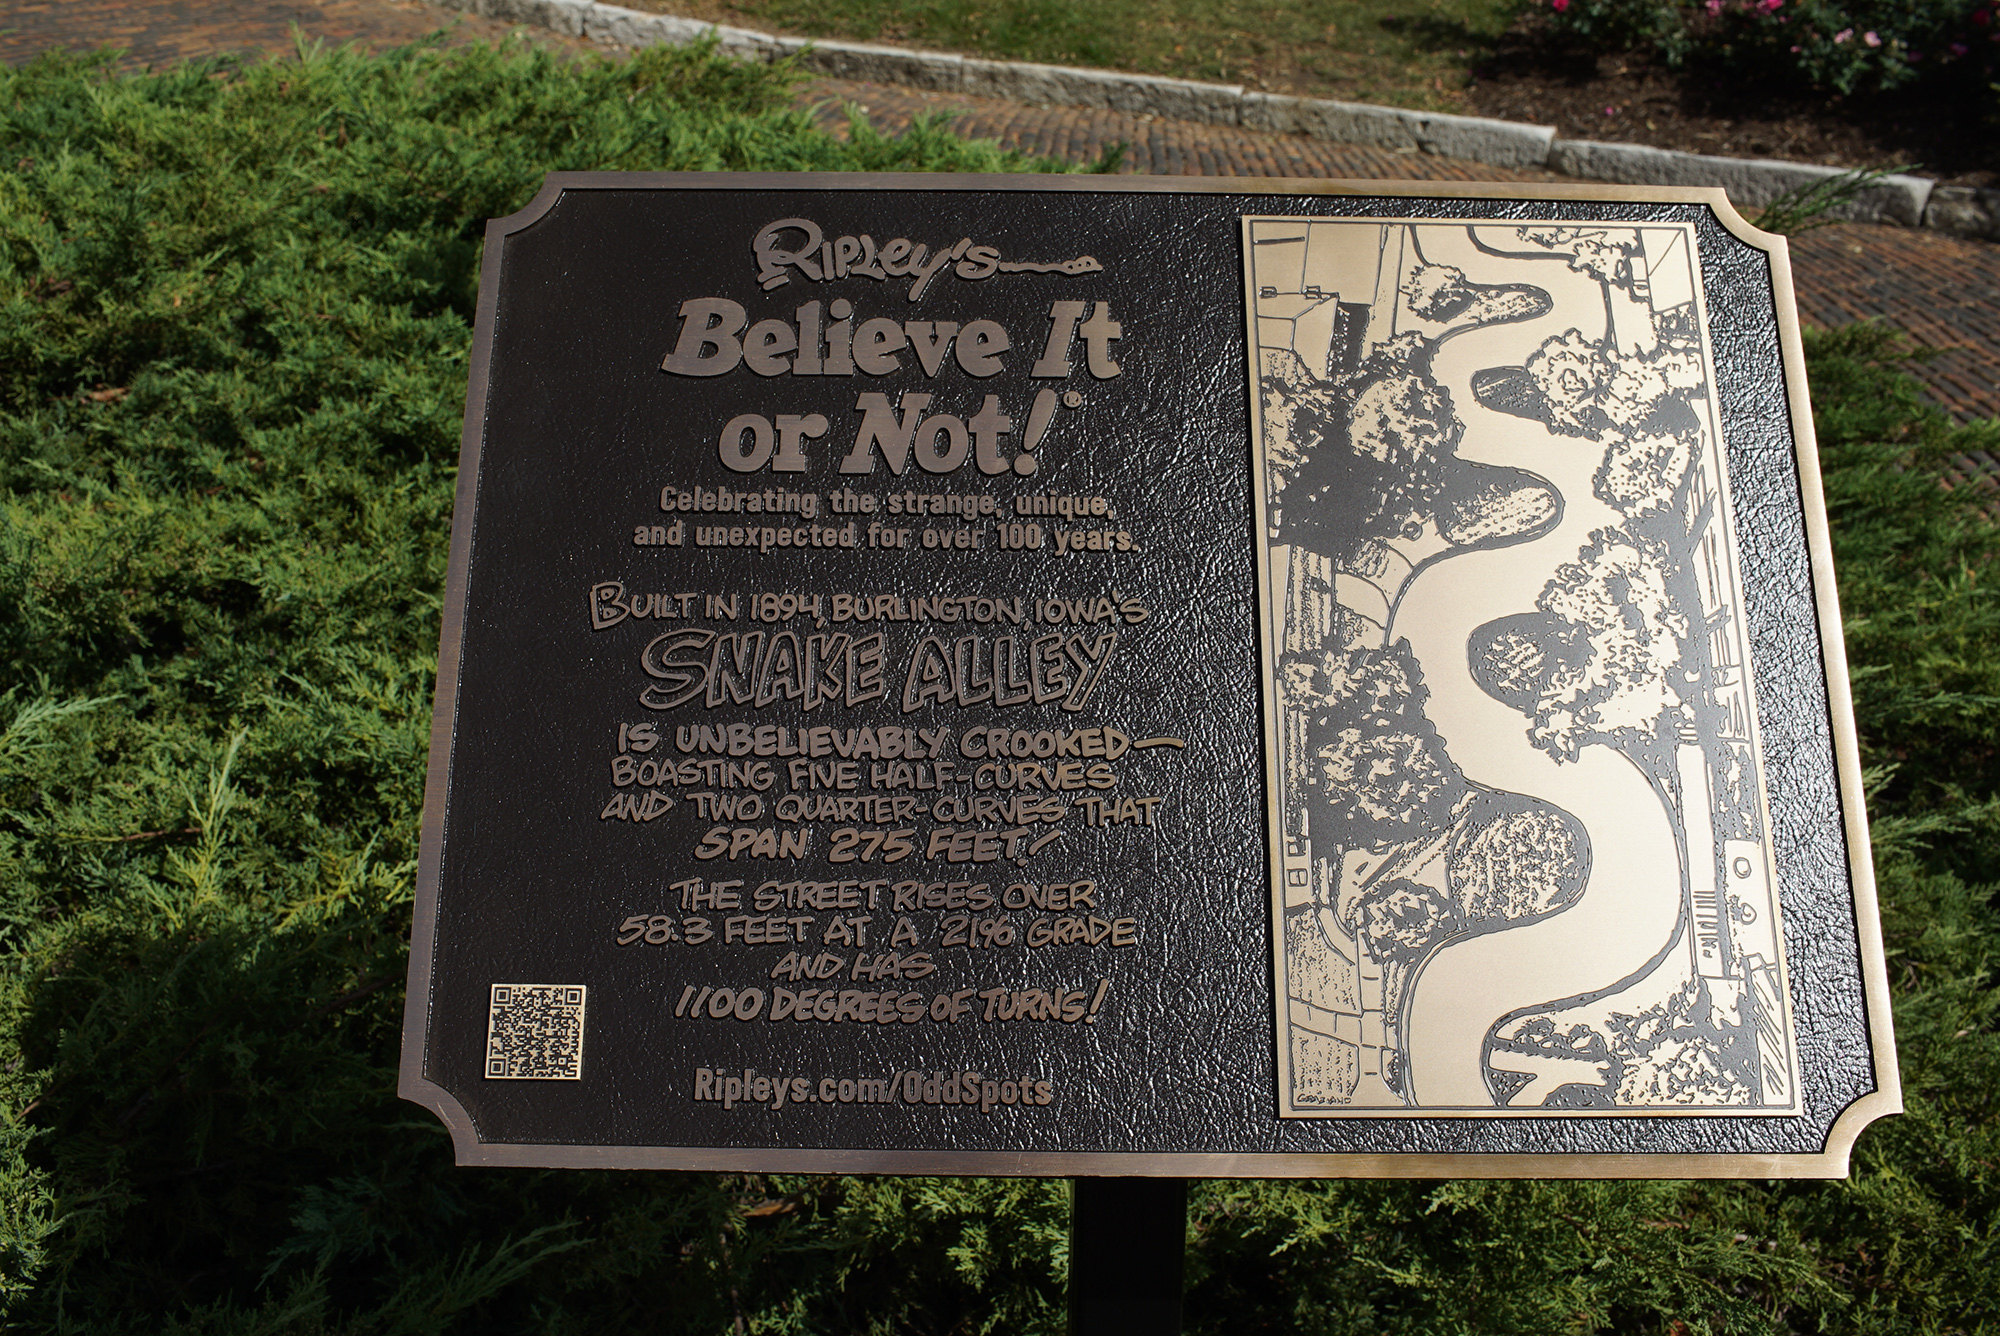 RIPLEY'S
Believe It
or Not!®
Celebrating the strange, unique,
and unexpected for over 100 years.
BUILT IN 1894, BURLINGTON, IOWA'S
SNAKE ALLEY
IS UNBELIEVABLY CROOKED—
BOASTING FIVE HALF-CURVES
AND TWO QUARTER-CURVES THAT
SPAN 275 FEET!
THE STREET RISES OVER
58.3 FEET AT A 21% GRADE
AND HAS
1100 DEGREES OF TURNS!
Ripleys.com/OddSpots